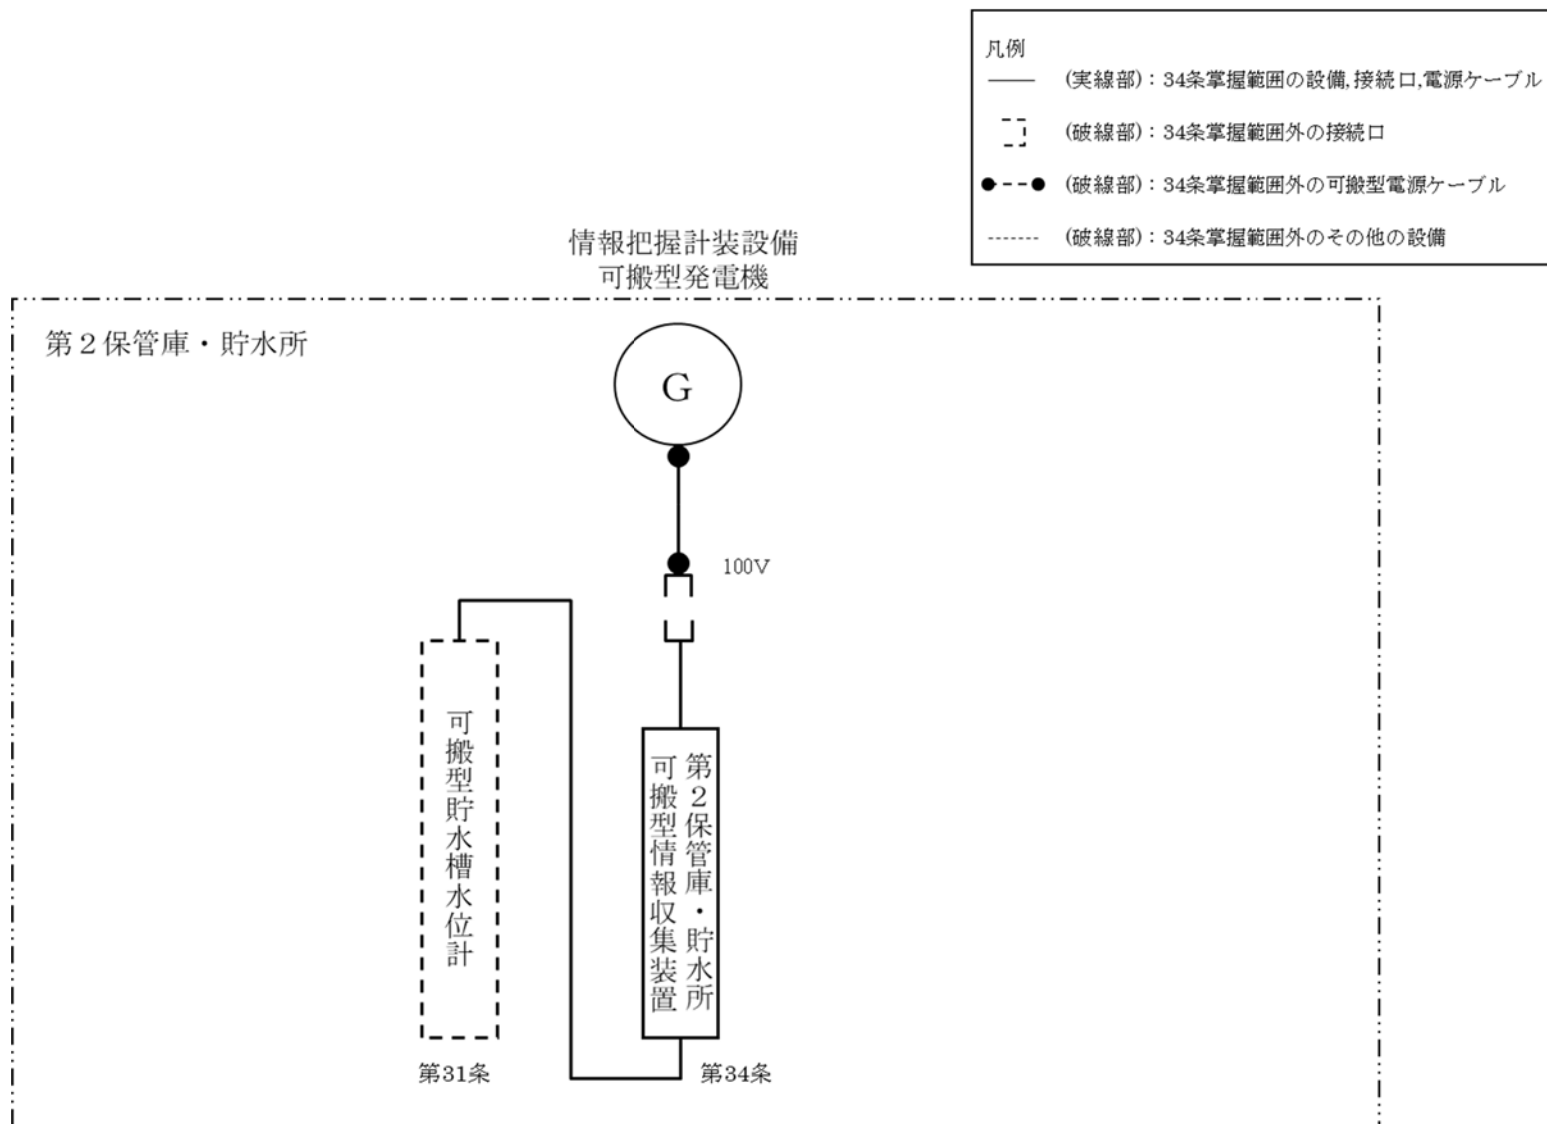 凡例
(実線部)：34条掌握範囲の設備,接続口,電源ケーブル
(破線部)：34条掌握範囲外の接続口
(破線部)：34条掌握範囲外の可搬型電源ケーブル
(破線部)：34条掌握範囲外のその他の設備
情報把握計装設備
可搬型発電機
第２保管庫・貯水所
G
100V
可搬型貯水槽水位計
第２保管庫・貯水所
可搬型情報収集装置
第31条
第34条